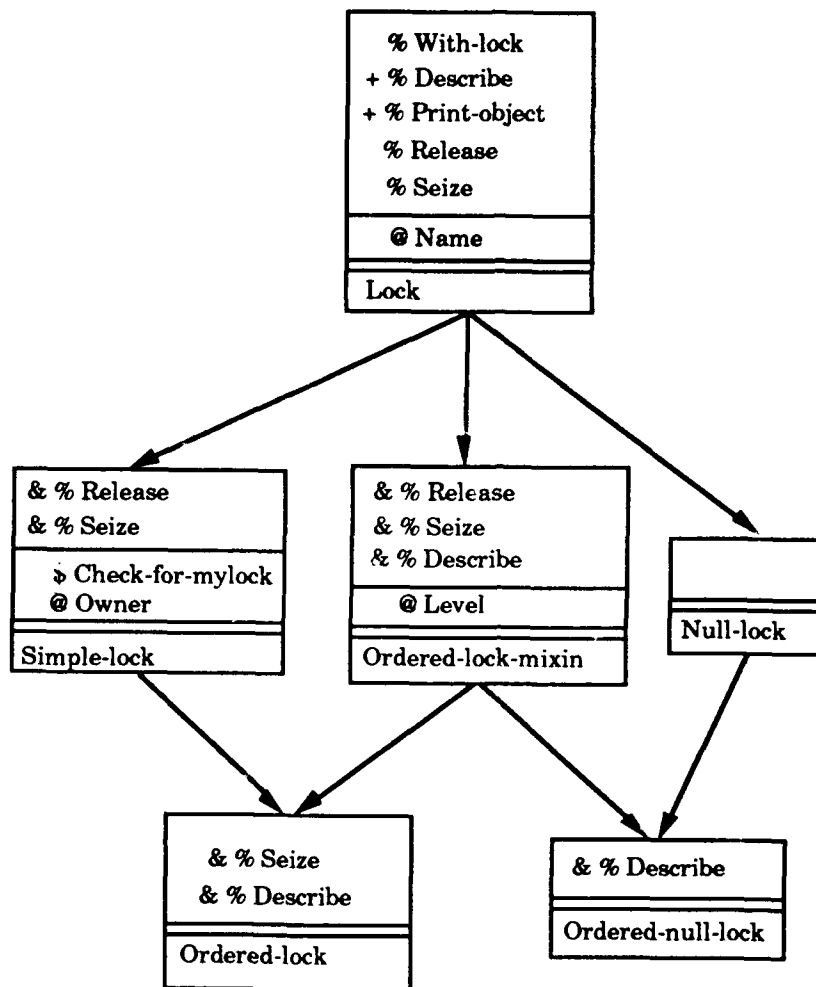 % With-lock
+ % Describe
+ % Print-object
% Release
% Seize
@ Name
Lock
& % Release
& % Seize
$ Check-for-mylock
@ Owner
Simple-lock
& % Release
& % Seize
& % Describe
@ Level
Ordered-lock-mixin
Null-lock
& % Seize
& % Describe
Ordered-lock
& % Describe
Ordered-null-lock